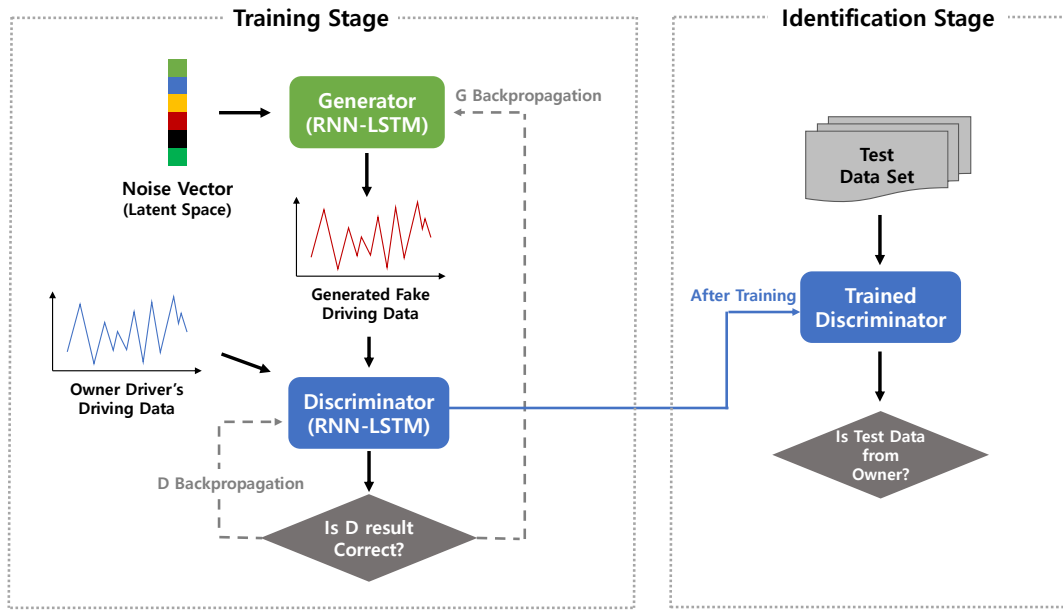 Training Stage
Generator
(RNN-LSTM)
G Backpropagation
Noise Vector
(Latent Space)
Generated Fake
Driving Data
Owner Driver's
Driving Data
Discriminator
(RNN-LSTM)
D Backpropagation
Is D result
Correct?
Identification Stage
Test
Data Set
After Training
Trained
Discriminator
Is Test Data
from
Owner?